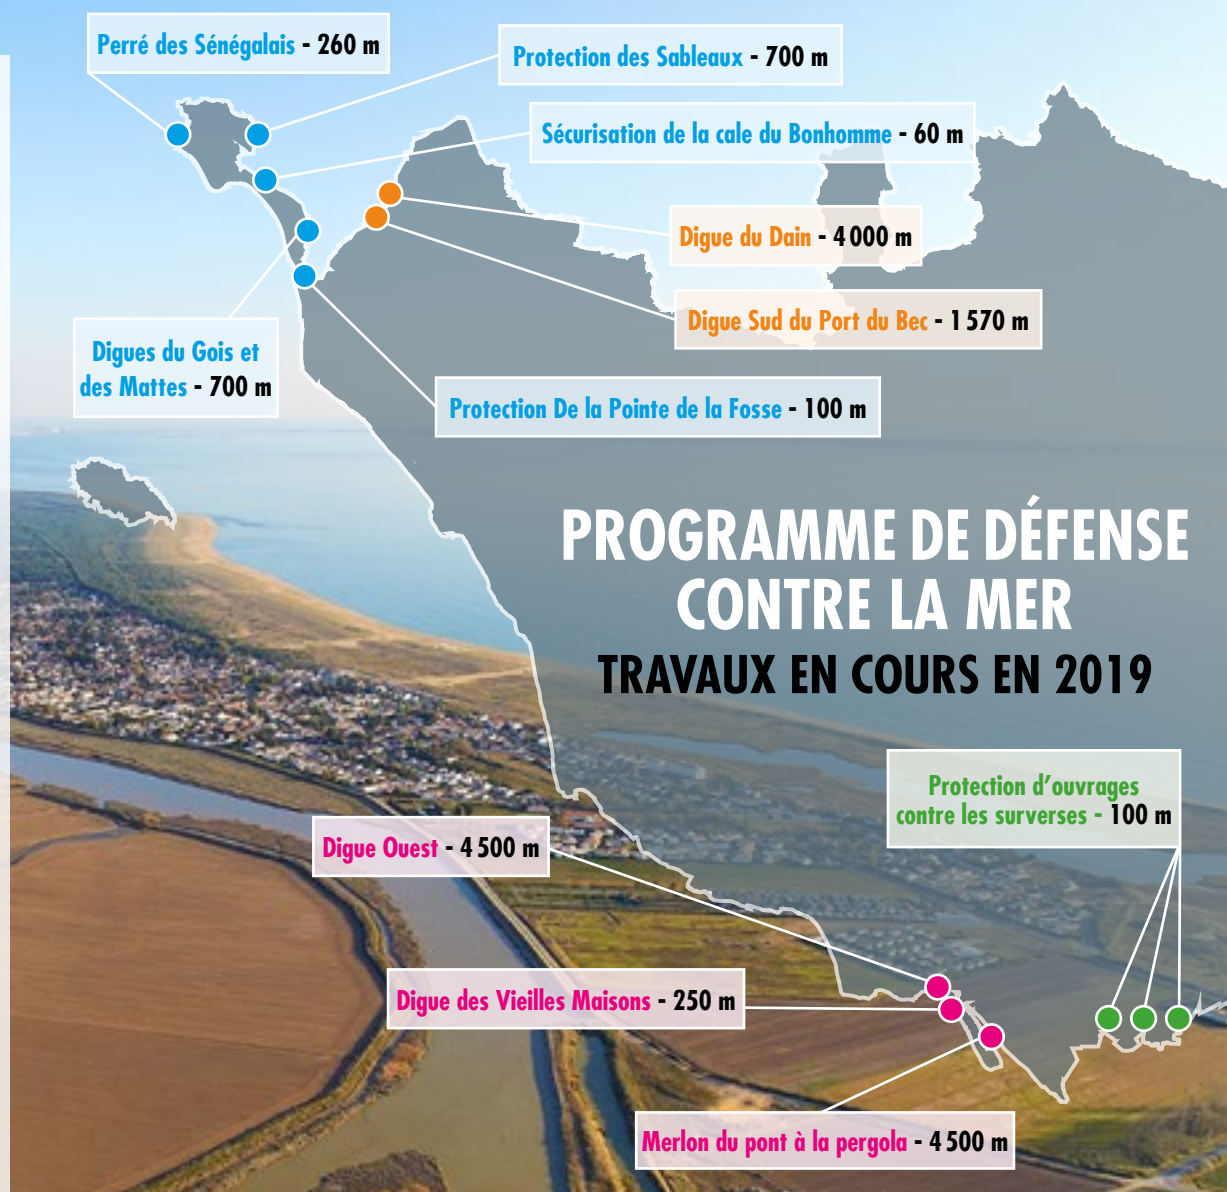 Perré des Sénégalais - 260 m
Protection des Sableaux - 700 m
Sécurisation de la cale du Bonhomme - 60 m
Digue du Dain - 4 000 m
Digue Sud du Port du Bec - 1 570 m
Digues du Gois et
des Mattes - 700 m
Protection De la Pointe de la Fosse - 100 m
PROGRAMME DE DÉFENSE
CONTRE LA MER
TRAVAUX EN COURS EN 2019
Protection d’ouvrages
contre les surverses - 100 m
Digue Ouest - 4 500 m
Digue des Vieilles Maisons - 250 m
Merlon du pont à la pergola - 4 500 m